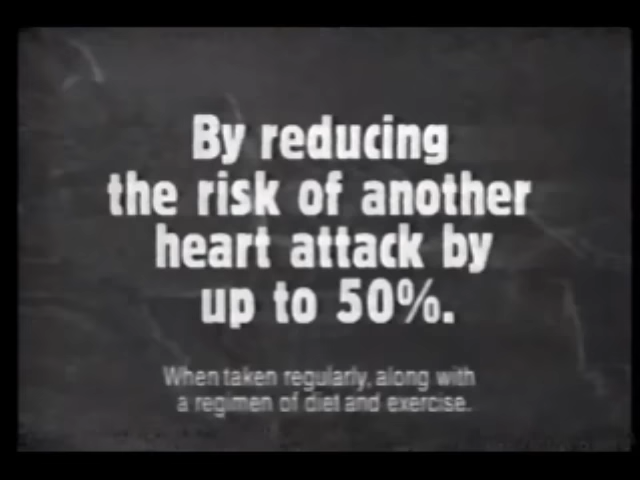 By reducing
the risk of another
heart attack by
up to 50%.
When taken regularly, along with
a regimen of diet and exercise.